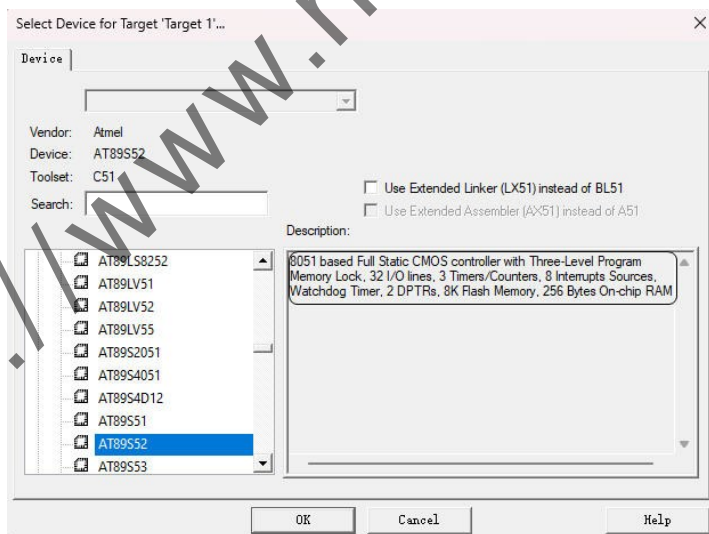 Select Device for Target 'Target 1'...
Device
Vendor: Atmel
Device: AT89S52
Toolset: C51
Search:
Use Extended Linker (LX51) instead of BL51
Use Extended Assembler (AX51) instead of A51
Description:
AT89LS8252
AT89LV51
AT89LV52
AT89LV55
AT89S2051
AT89S4051
AT89S4D12
AT89S51
AT89S52
AT89S53
8051 based Full Static CMOS controller with Three-Level Program
Memory Lock, 32 I/O lines, 3 Timers/Counters, 8 Interrupts Sources,
Watchdog Timer, 2 DPTRs, 8K Flash Memory, 256 Bytes On-chip RAM
OK
Cancel
Help